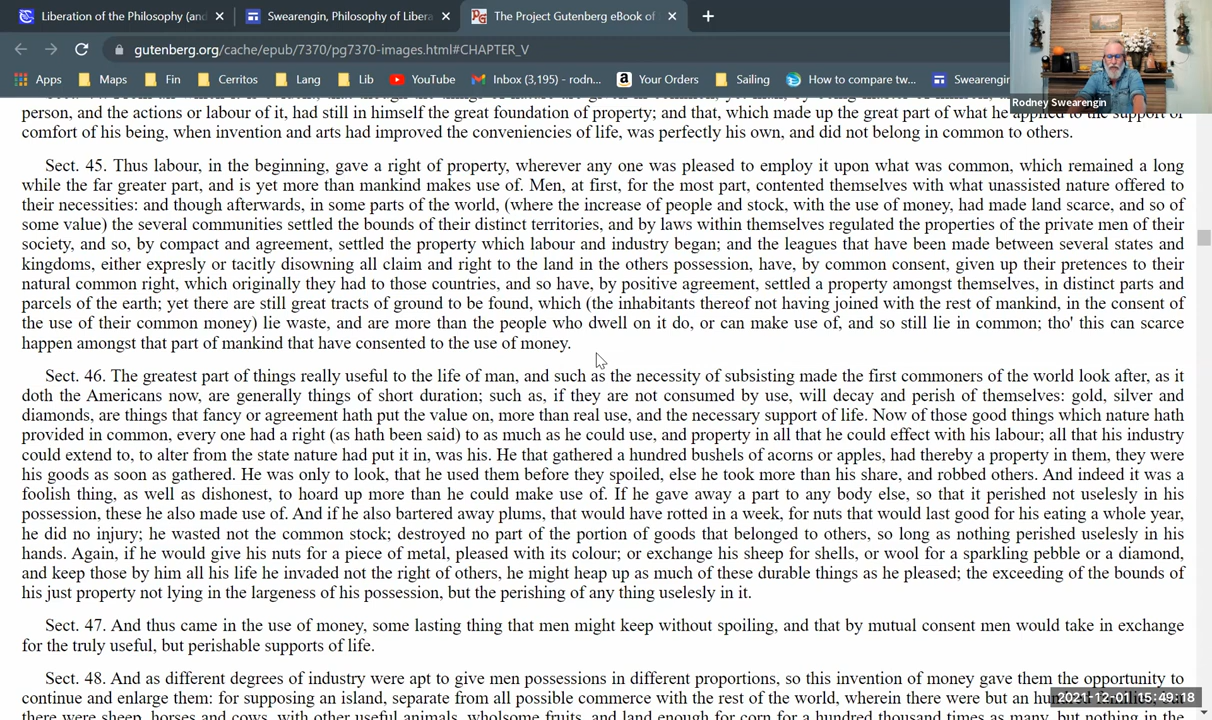 Liberation of the Philosophy (and
Swearengin, Philosophy of Libera
The Project Gutenberg eBook of
gutenberg.org/cache/epub/7370/pg7370-images.html#CHAPTER_V
Apps Maps Fin Cerritos Lang Lib YouTube Inbox (3,195) - rodn... Your Orders Sailing How to compare tw... Swearengin
Rodney Swearengin
person, and the actions or labour of it, had still in himself the great foundation of property; and that, which made up the great part of what he applied to the support or
comfort of his being, when invention and arts had improved the conveniencies of life, was perfectly his own, and did not belong in common to others.
Sect. 45. Thus labour, in the beginning, gave a right of property, wherever any one was pleased to employ it upon what was common, which remained a long
while the far greater part, and is yet more than mankind makes use of. Men, at first, for the most part, contented themselves with what unassisted nature offered to
their necessities: and though afterwards, in some parts of the world, (where the increase of people and stock, with the use of money, had made land scarce, and so of
some value) the several communities settled the bounds of their distinct territories, and by laws within themselves regulated the properties of the private men of their
society, and so, by compact and agreement, settled the property which labour and industry began; and the leagues that have been made between several states and
kingdoms, either expresly or tacitly disowning all claim and right to the land in the others possession, have, by common consent, given up their pretences to their
natural common right, which originally they had to those countries, and so have, by positive agreement, settled a property amongst themselves, in distinct parts and
parcels of the earth; yet there are still great tracts of ground to be found, which (the inhabitants thereof not having joined with the rest of mankind, in the consent of
the use of their common money) lie waste, and are more than the people who dwell on it do, or can make use of, and so still lie in common; tho' this can scarce
happen amongst that part of mankind that have consented to the use of money.
Sect. 46. The greatest part of things really useful to the life of man, and such as the necessity of subsisting made the first commoners of the world look after, as it
doth the Americans now, are generally things of short duration; such as, if they are not consumed by use, will decay and perish of themselves: gold, silver and
diamonds, are things that fancy or agreement hath put the value on, more than real use, and the necessary support of life. Now of those good things which nature hath
provided in common, every one had a right (as hath been said) to as much as he could use, and property in all that he could effect with his labour; all that his industry
could extend to, to alter from the state nature had put it in, was his. He that gathered a hundred bushels of acorns or apples, had thereby a property in them, they were
his goods as soon as gathered. He was only to look, that he used them before they spoiled, else he took more than his share, and robbed others. And indeed it was a
foolish thing, as well as dishonest, to hoard up more than he could make use of. If he gave away a part to any body else, so that it perished not uselesly in his
possession, these he also made use of. And if he also bartered away plums, that would have rotted in a week, for nuts that would last good for his eating a whole year,
he did no injury; he wasted not the common stock; destroyed no part of the portion of goods that belonged to others, so long as nothing perished uselesly in his
hands. Again, if he would give his nuts for a piece of metal, pleased with its colour; or exchange his sheep for shells, or wool for a sparkling pebble or a diamond,
and keep those by him all his life he invaded not the right of others, he might heap up as much of these durable things as he pleased; the exceeding of the bounds of
his just property not lying in the largeness of his possession, but the perishing of any thing uselesly in it.
Sect. 47. And thus came in the use of money, some lasting thing that men might keep without spoiling, and that by mutual consent men would take in exchange
for the truly useful, but perishable supports of life.
Sect. 48. And as different degrees of industry were apt to give men possessions in different proportions, so this invention of money gave them the opportunity to
continue and enlarge them: for supposing an island, separate from all possible commerce with the rest of the world, wherein there were but an
2021-12-01 15:49:18
there were sheep, horses and cows, with other useful animals, wholsome fruits, and land enough for corn for a hundred thousand times as many, but nothing in the